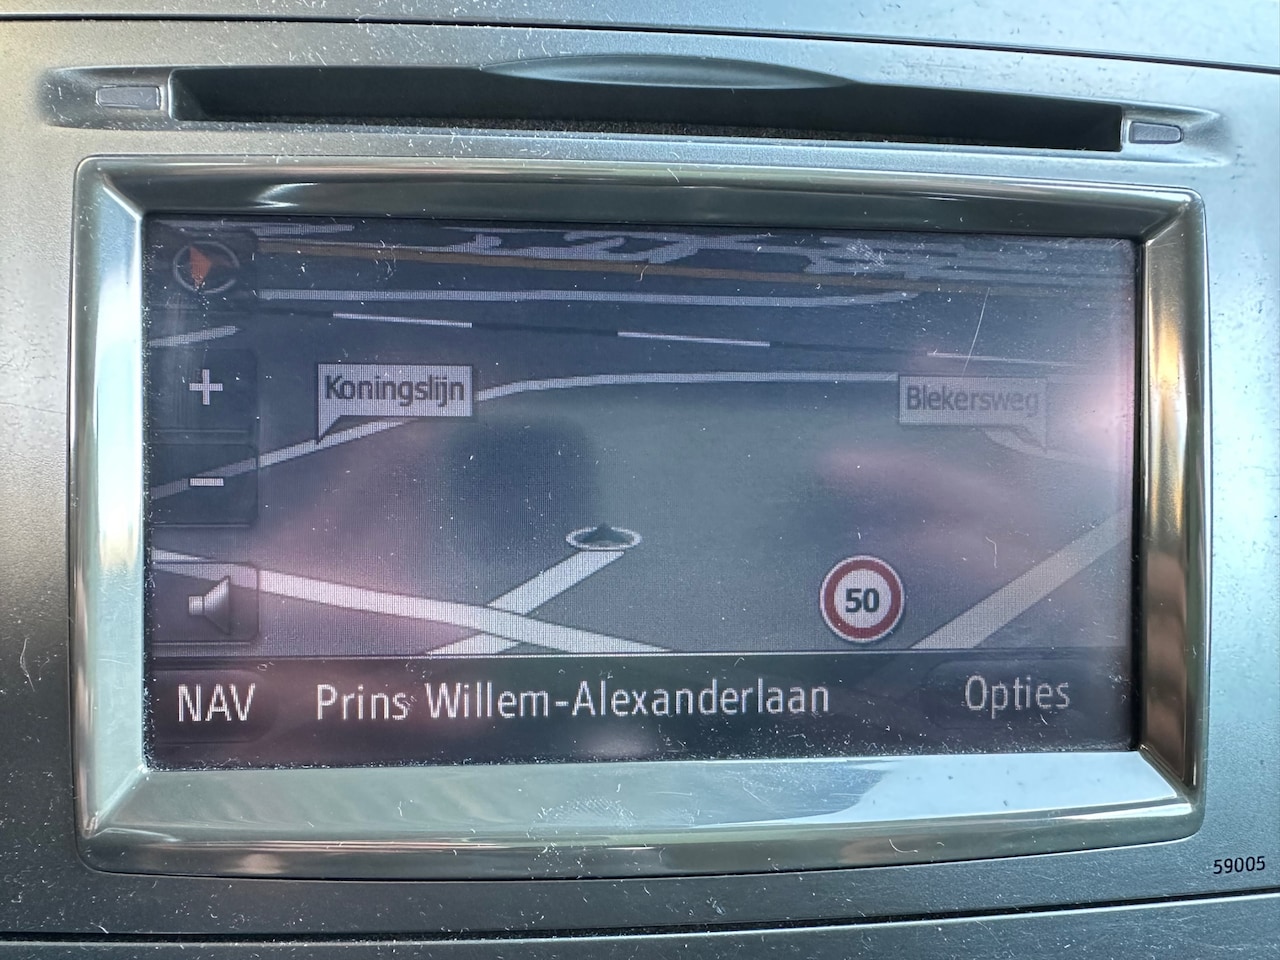 Koningslijn
Blekersweg
+
-
50
NAV
Prins Willem-Alexanderlaan
Opties
59005